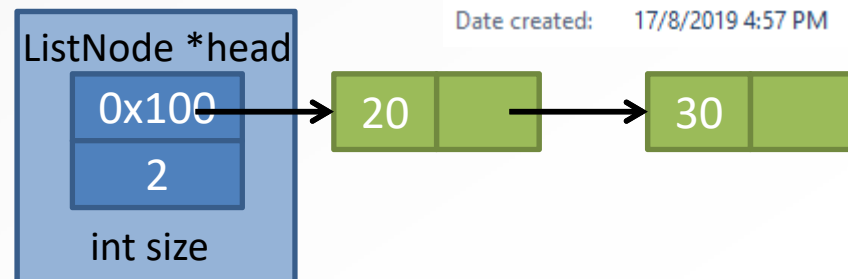 Date created: 17/8/2019 4:57 PM
ListNode *head
0x100 20 30
2
int size